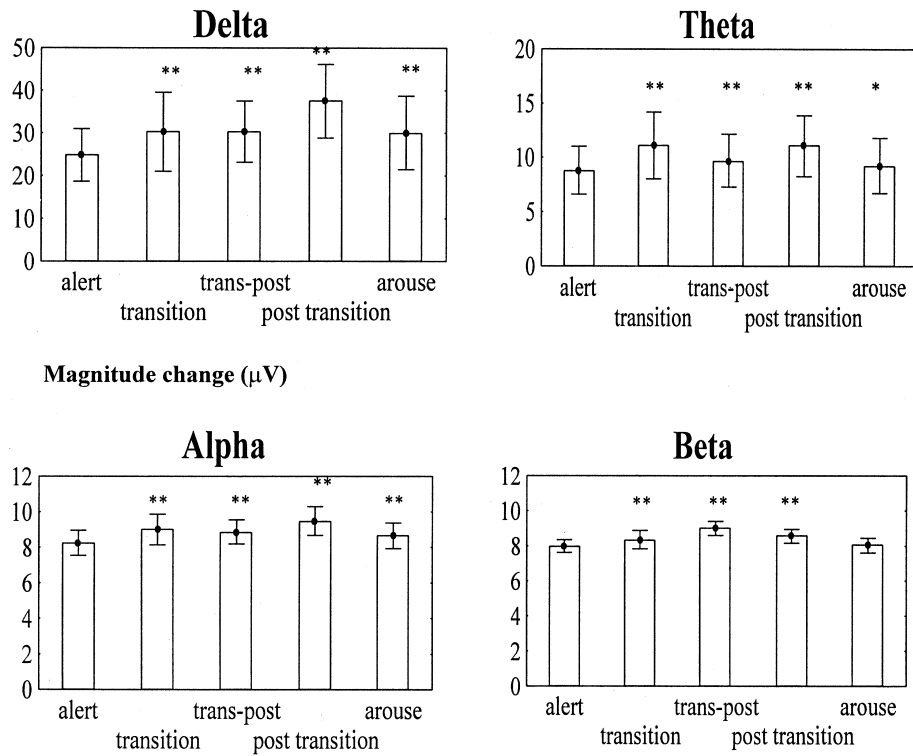 Delta
50
40
30
20
10
0
** ** ** **
alert trans-post arouse
transition post transition
Theta
20
15
10
5
0
** ** ** *
alert trans-post arouse
transition post transition
Magnitude change (μV)
Alpha
12
10
8
6
4
2
0
** ** ** **
alert trans-post arouse
transition post transition
Beta
12
10
8
6
4
2
0
** ** **
alert trans-post arouse
transition post transition